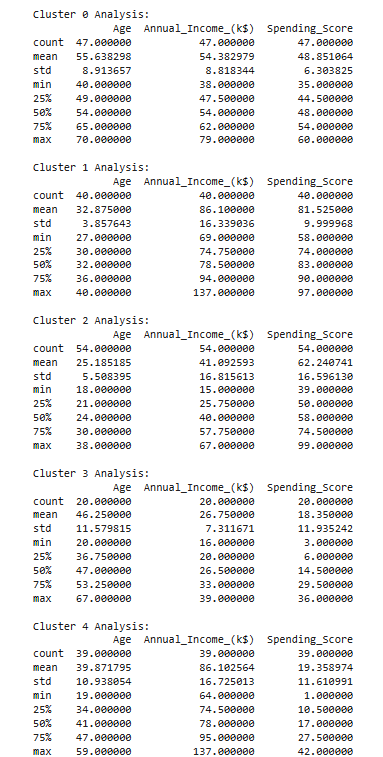 Cluster 0 Analysis:
Age Annual_Income_(k$) Spending_Score
count 47.000000 47.000000 47.000000
mean 55.638298 54.382979 48.851064
std 8.913657 8.818344 6.303825
min 40.000000 38.000000 35.000000
25% 49.000000 47.500000 44.500000
50% 54.000000 54.000000 48.000000
75% 65.000000 62.000000 54.000000
max 70.000000 79.000000 60.000000
Cluster 1 Analysis:
Age Annual_Income_(k$) Spending_Score
count 40.000000 40.000000 40.000000
mean 32.875000 86.100000 81.525000
std 3.857643 16.339036 9.999968
min 27.000000 69.000000 58.000000
25% 30.000000 74.750000 74.000000
50% 32.000000 78.500000 83.000000
75% 36.000000 94.000000 90.000000
max 40.000000 137.000000 97.000000
Cluster 2 Analysis:
Age Annual_Income_(k$) Spending_Score
count 54.000000 54.000000 54.000000
mean 25.185185 41.092593 62.240741
std 5.508395 16.815613 16.596130
min 18.000000 15.000000 39.000000
25% 21.000000 25.750000 50.000000
50% 24.000000 40.000000 58.000000
75% 30.000000 57.750000 74.500000
max 38.000000 67.000000 99.000000
Cluster 3 Analysis:
Age Annual_Income_(k$) Spending_Score
count 20.000000 20.000000 20.000000
mean 46.250000 26.750000 18.350000
std 11.579815 7.311671 11.935242
min 20.000000 16.000000 3.000000
25% 36.750000 20.000000 6.000000
50% 47.000000 26.500000 14.500000
75% 53.250000 33.000000 29.500000
max 67.000000 39.000000 36.000000
Cluster 4 Analysis:
Age Annual_Income_(k$) Spending_Score
count 39.000000 39.000000 39.000000
mean 39.871795 86.102564 19.358974
std 10.938054 16.725013 11.610991
min 19.000000 64.000000 1.000000
25% 34.000000 74.500000 10.500000
50% 41.000000 78.000000 17.000000
75% 47.000000 95.000000 27.500000
max 59.000000 137.000000 42.000000